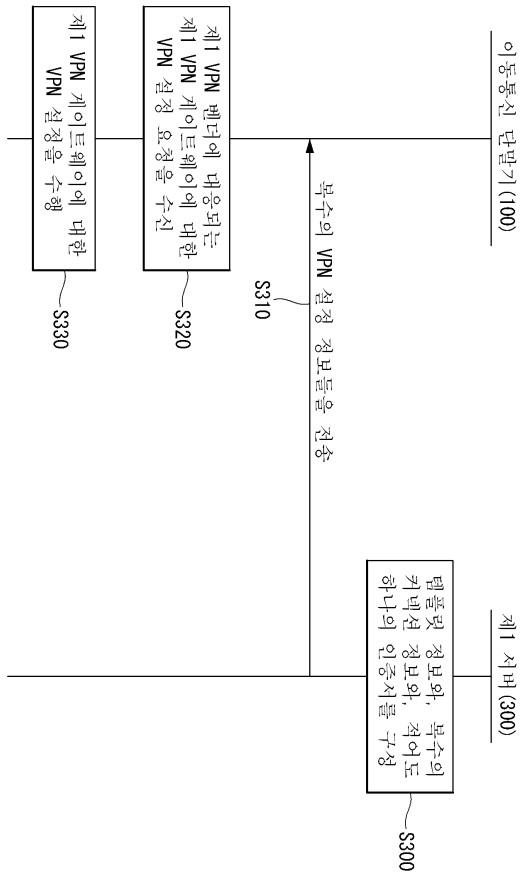 이동통신 단말기(100)
제1 서버(300)
템플릿 정보와, 복수의
커넥션 정보와, 적어도
하나의 인증서를 구성
S300
복수의 VPN 설정 정보들을 전송
S310
제1 VPN 벤더에 대응되는
제1 VPN 게이트웨이에 대한
VPN 설정 요청을 수신
S320
제1 VPN 게이트웨이에 대한
VPN 설정을 수행
S330